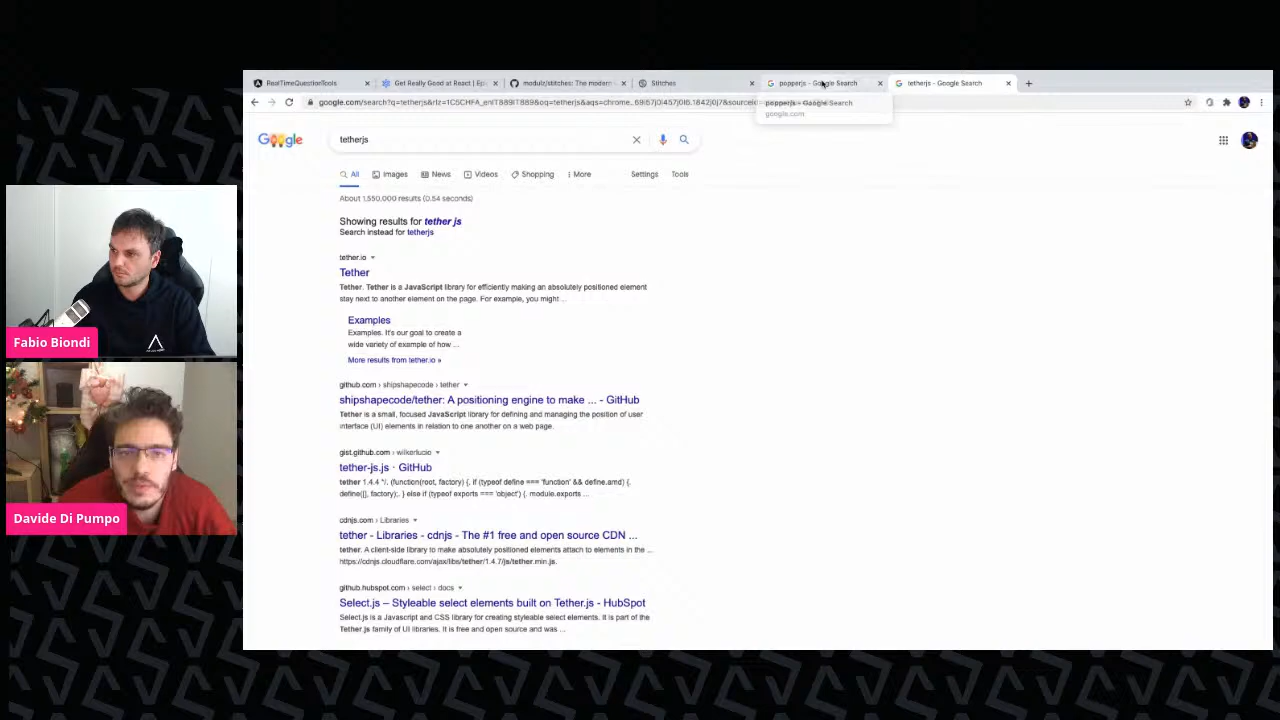 RealTimeQuestionTools
Get Really Good at React | Epi
modulz/stitches: The modern
Stitches
popperjs - Google Search
tetherjs - Google Search
popperjs - Google Search
google.com
Google
tetherjs
All
Images
News
Videos
Shopping
More
Settings
Tools
About 1,550,000 results (0.54 seconds)
Showing results for tether js
Search instead for tetherjs
tether.io
Tether
Tether. Tether is a JavaScript library for efficiently making an absolutely positioned element
stay next to another element on the page. For example, you might ...
Examples
Examples. It's our goal to create a
wide variety of example of how ...
More results from tether.io »
github.com › shipshapecode › tether
shipshapecode/tether: A positioning engine to make ... - GitHub
Tether is a small, focused JavaScript library for defining and managing the position of user
interface (UI) elements in relation to one another on a web page.
gist.github.com › wilkerlucio
tether-js.js · GitHub
tether 1.4.4 */. (function(root, factory) {. if (typeof define === 'function' && define.amd) {.
define([], factory);. } else if (typeof exports === 'object') {. module.exports ...
cdnjs.com › Libraries
tether - Libraries - cdnjs - The #1 free and open source CDN ...
tether. A client-side library to make absolutely positioned elements attach to elements in the ...
https://cdnjs.cloudflare.com/ajax/libs/tether/1.4.7/js/tether.min.js.
github.hubspot.com › select › docs
Select.js – Styleable select elements built on Tether.js - HubSpot
Select.js is a Javascript and CSS library for creating styleable select elements. It is part of the
Tether.js family of UI libraries. It is free and open source and was ...
Fabio Biondi
Davide Di Pumpo